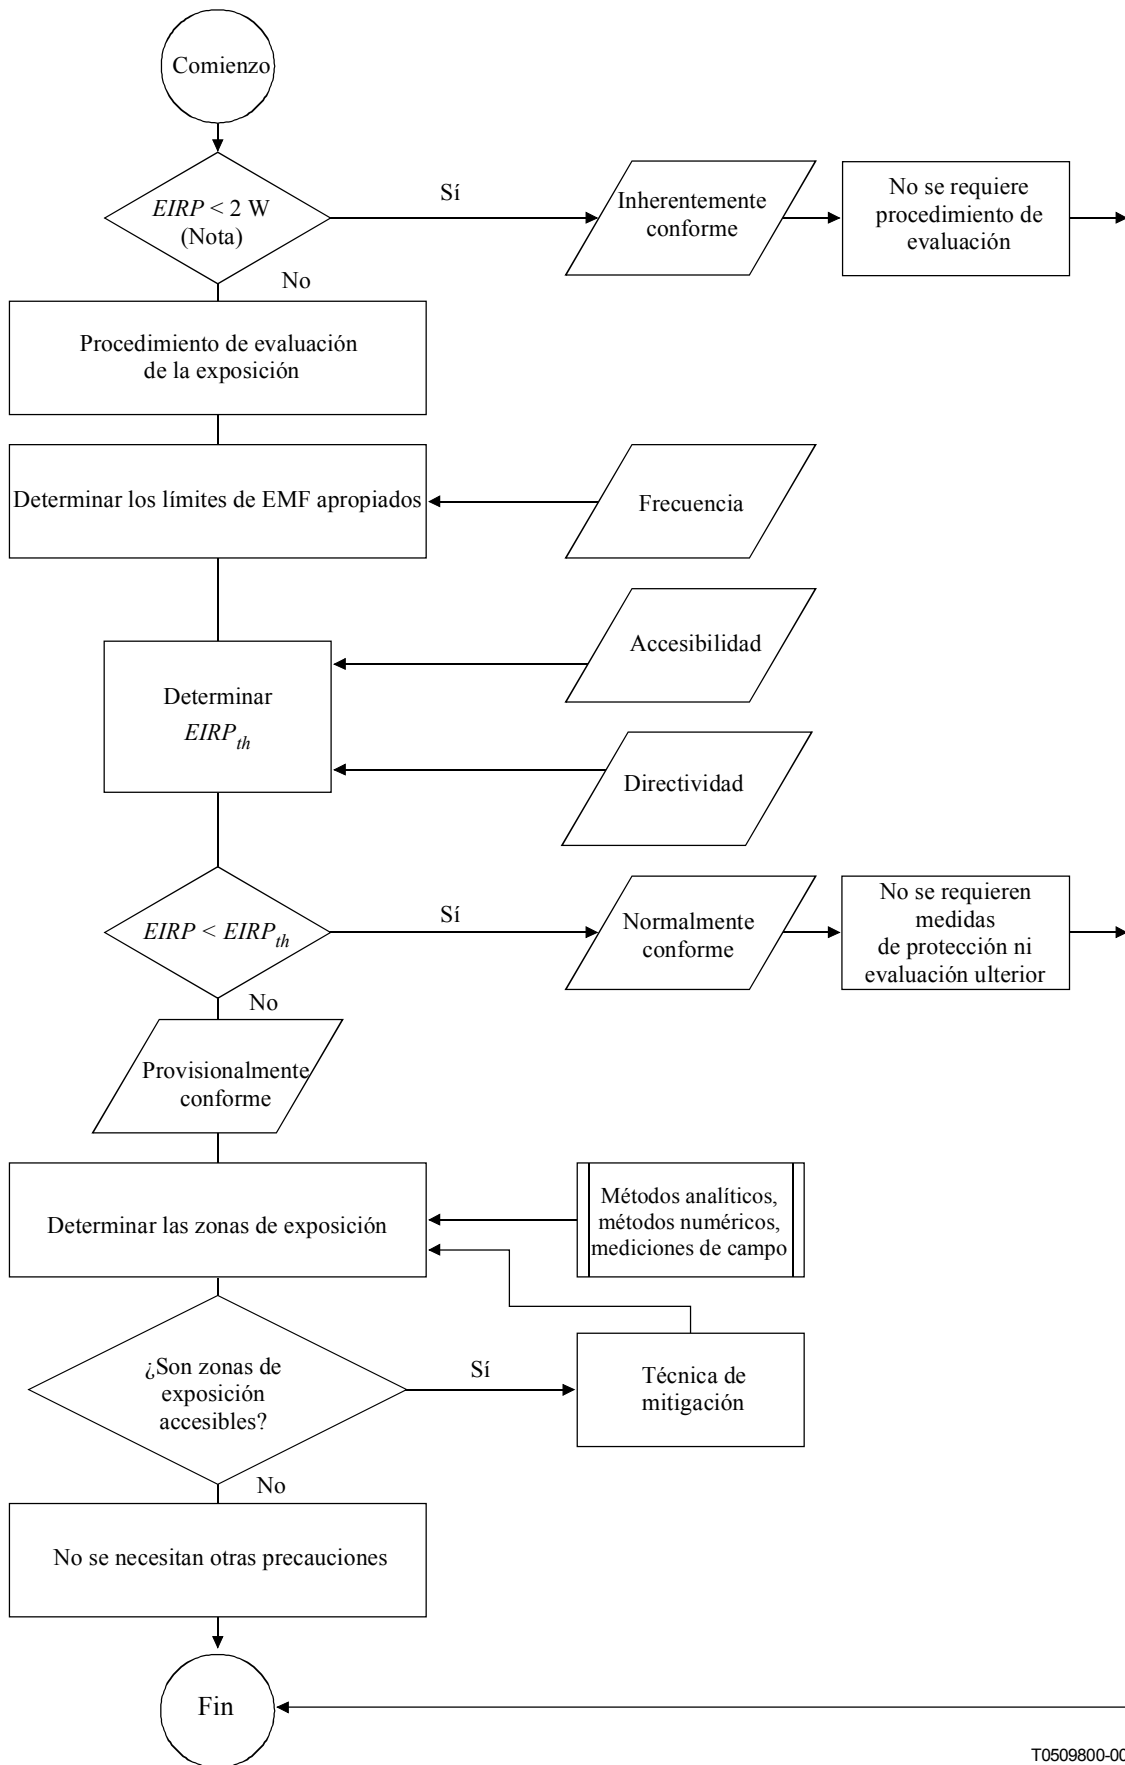 Comienzo
EIRP < 2 W
(Nota)
Sí
Inherentemente
conforme
No se requiere
procedimiento de
evaluación
No
Procedimiento de evaluación
de la exposición
Determinar los límites de EMF apropiados
Frecuencia
Accesibilidad
Determinar
EIRPth
Directividad
EIRP < EIRPth
Sí
Normalmente
conforme
No se requieren
medidas
de protección ni
evaluación ulterior
No
Provisionalmente
conforme
Determinar las zonas de exposición
Métodos analíticos,
métodos numéricos,
mediciones de campo
¿Son zonas de
exposición
accesibles?
Sí
Técnica de
mitigación
No
No se necesitan otras precauciones
Fin
T0509800-00